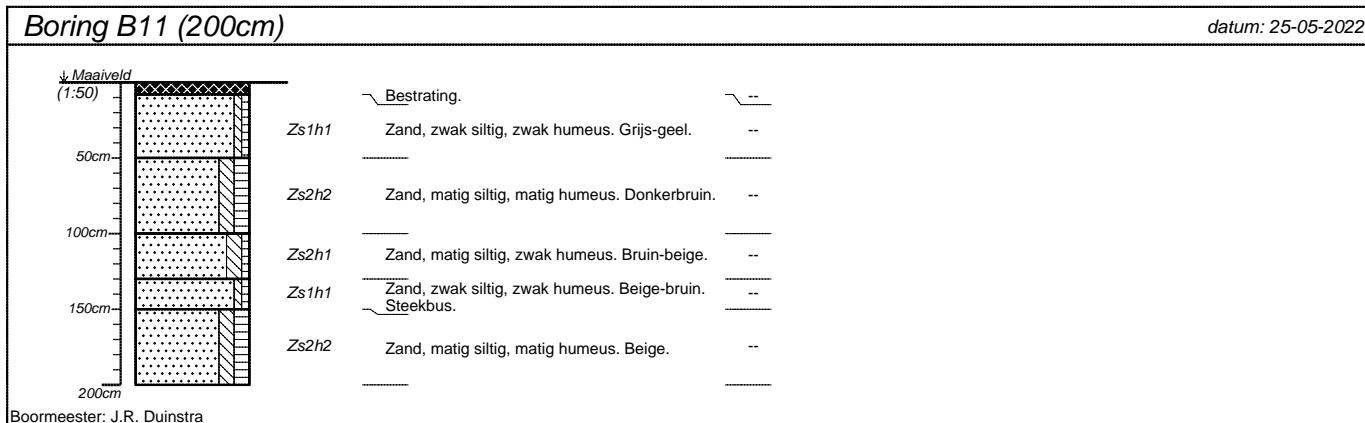 Boring B11 (200cm) datum: 25-05-2022
Maaiveld
(1:50)
Bestrating. --
Zs1h1 Zand, zwak siltig, zwak humeus. Grijs-geel. --
50cm
Zs2h2 Zand, matig siltig, matig humeus. Donkerbruin. --
100cm
Zs2h1 Zand, matig siltig, zwak humeus. Bruin-beige. --
Zs1h1 Zand, zwak siltig, zwak humeus. Beige-bruin. --
150cm Steekbus.
Zs2h2 Zand, matig siltig, matig humeus. Beige. --
200cm
Boormeester: J.R. Duinstra